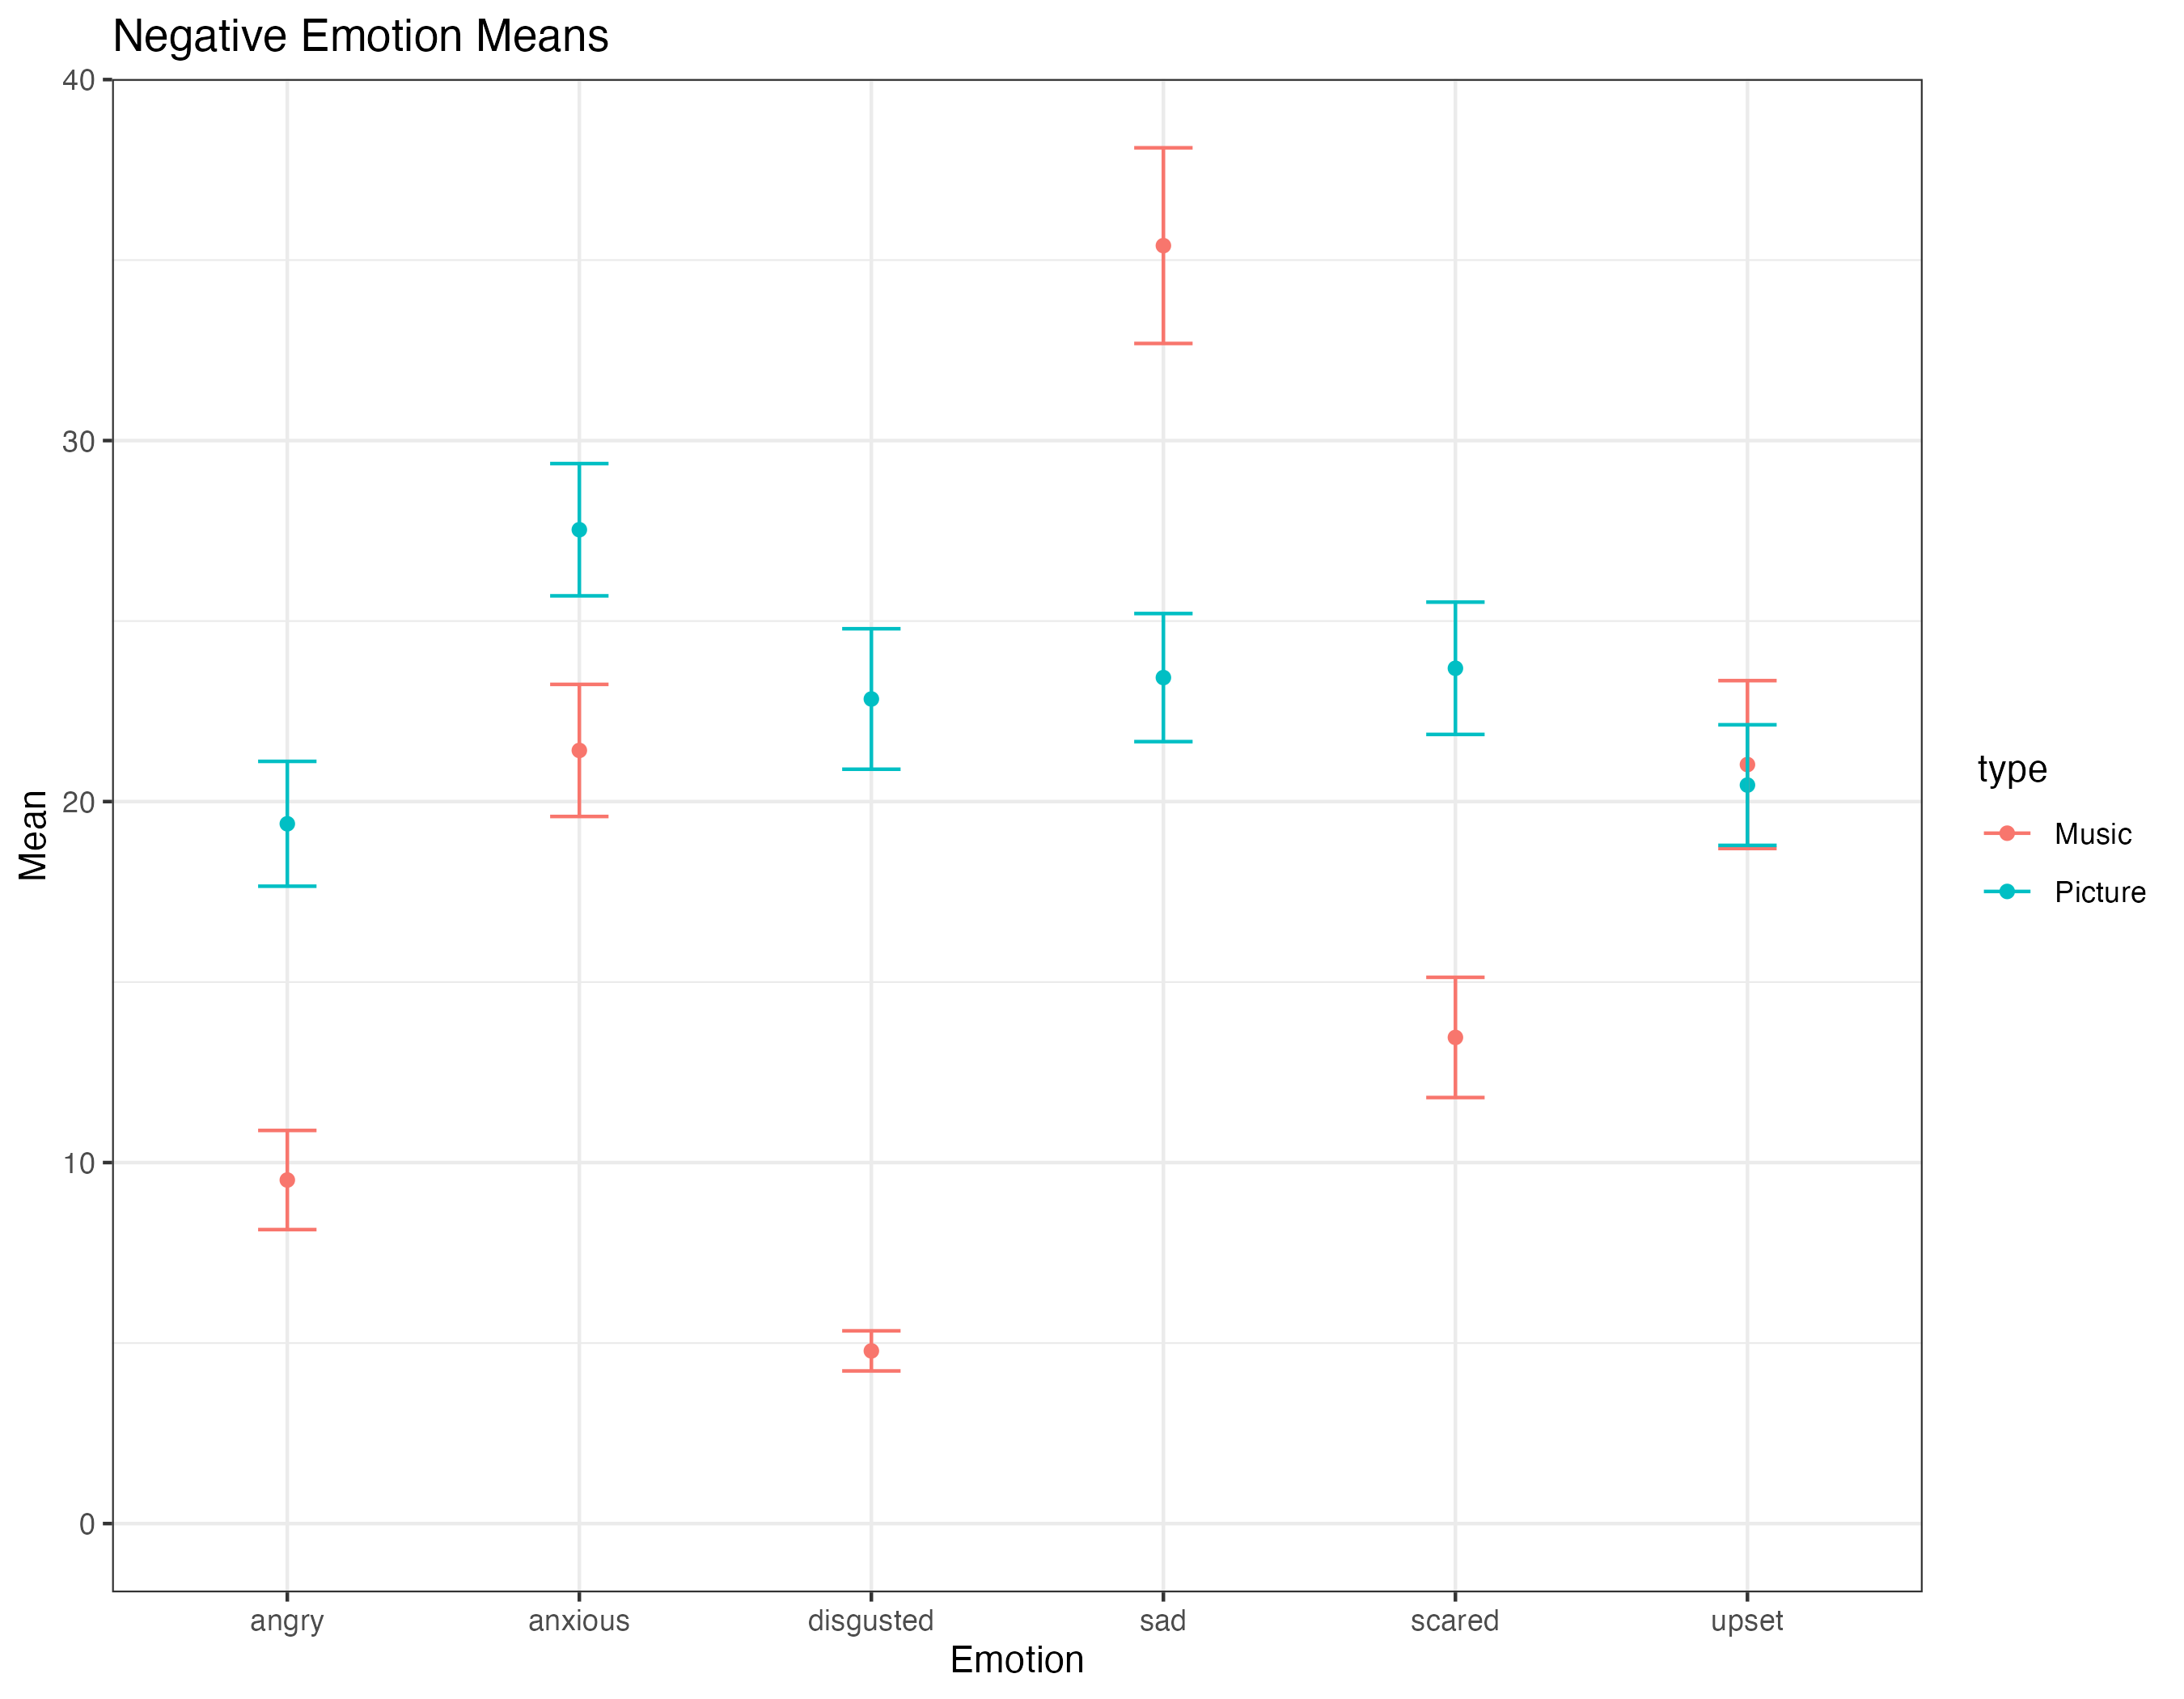 Negative Emotion Means
40
30
20
10
0
Mean
angry anxious disgusted sad scared upset
Emotion
type
Music
Picture